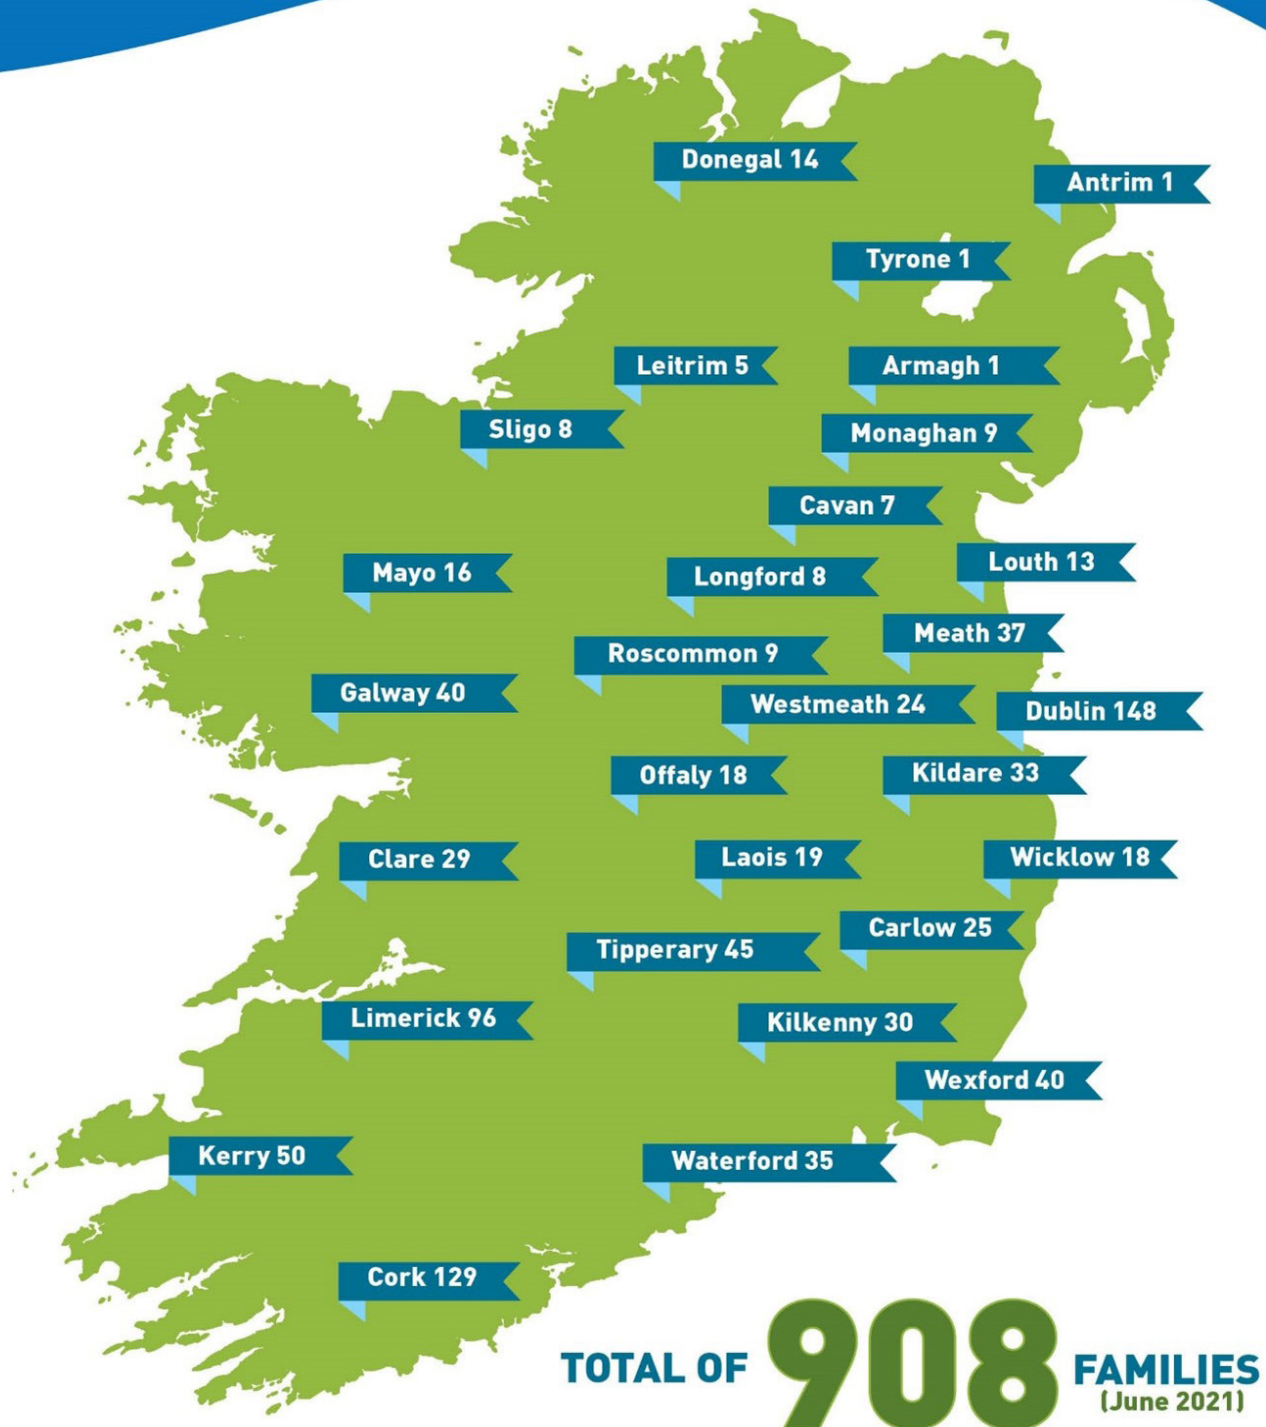 Donegal 14
Antrim 1
Tyrone 1
Leitrim 5
Armagh 1
Sligo 8
Monaghan 9
Cavan 7
Louth 13
Mayo 16
Longford 8
Meath 37
Roscommon 9
Galway 40
Westmeath 24
Dublin 148
Offaly 18
Kildare 33
Clare 29
Laois 19
Wicklow 18
Carlow 25
Tipperary 45
Limerick 96
Kilkenny 30
Wexford 40
Kerry 50
Waterford 35
Cork 129
TOTAL OF 908 FAMILIES
(June 2021)